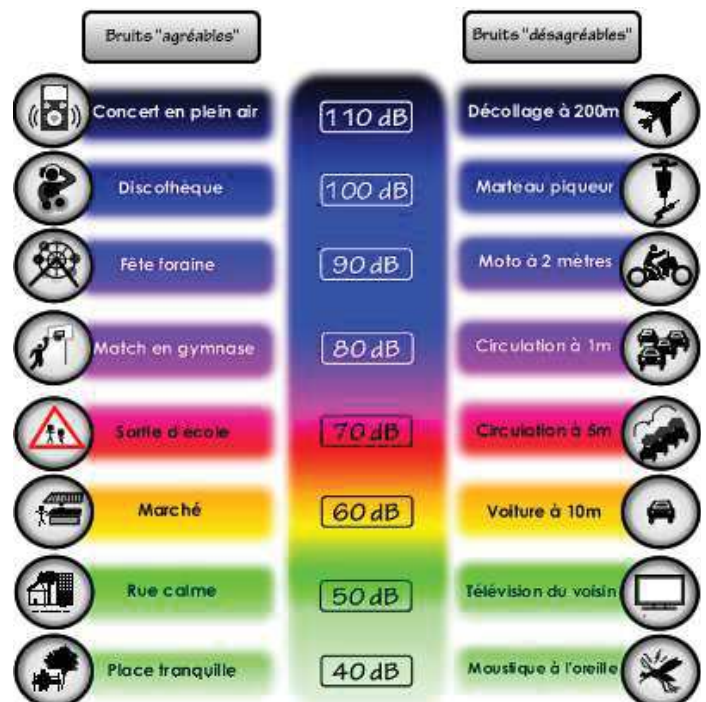 Bruits "agréables"
Bruits "désagréables"
Concert en plein air
110 dB
Décollage à 200m
Discothèque
100 dB
Marteau piqueur
Fête foraine
90 dB
Moto à 2 mètres
Match en gymnase
80 dB
Circulation à 1m
Sortie d'école
70 dB
Circulation à 5m
Marché
60 dB
Voiture à 10m
Rue calme
50 dB
Télévision du voisin
Place tranquille
40 dB
Moustique à l'oreille